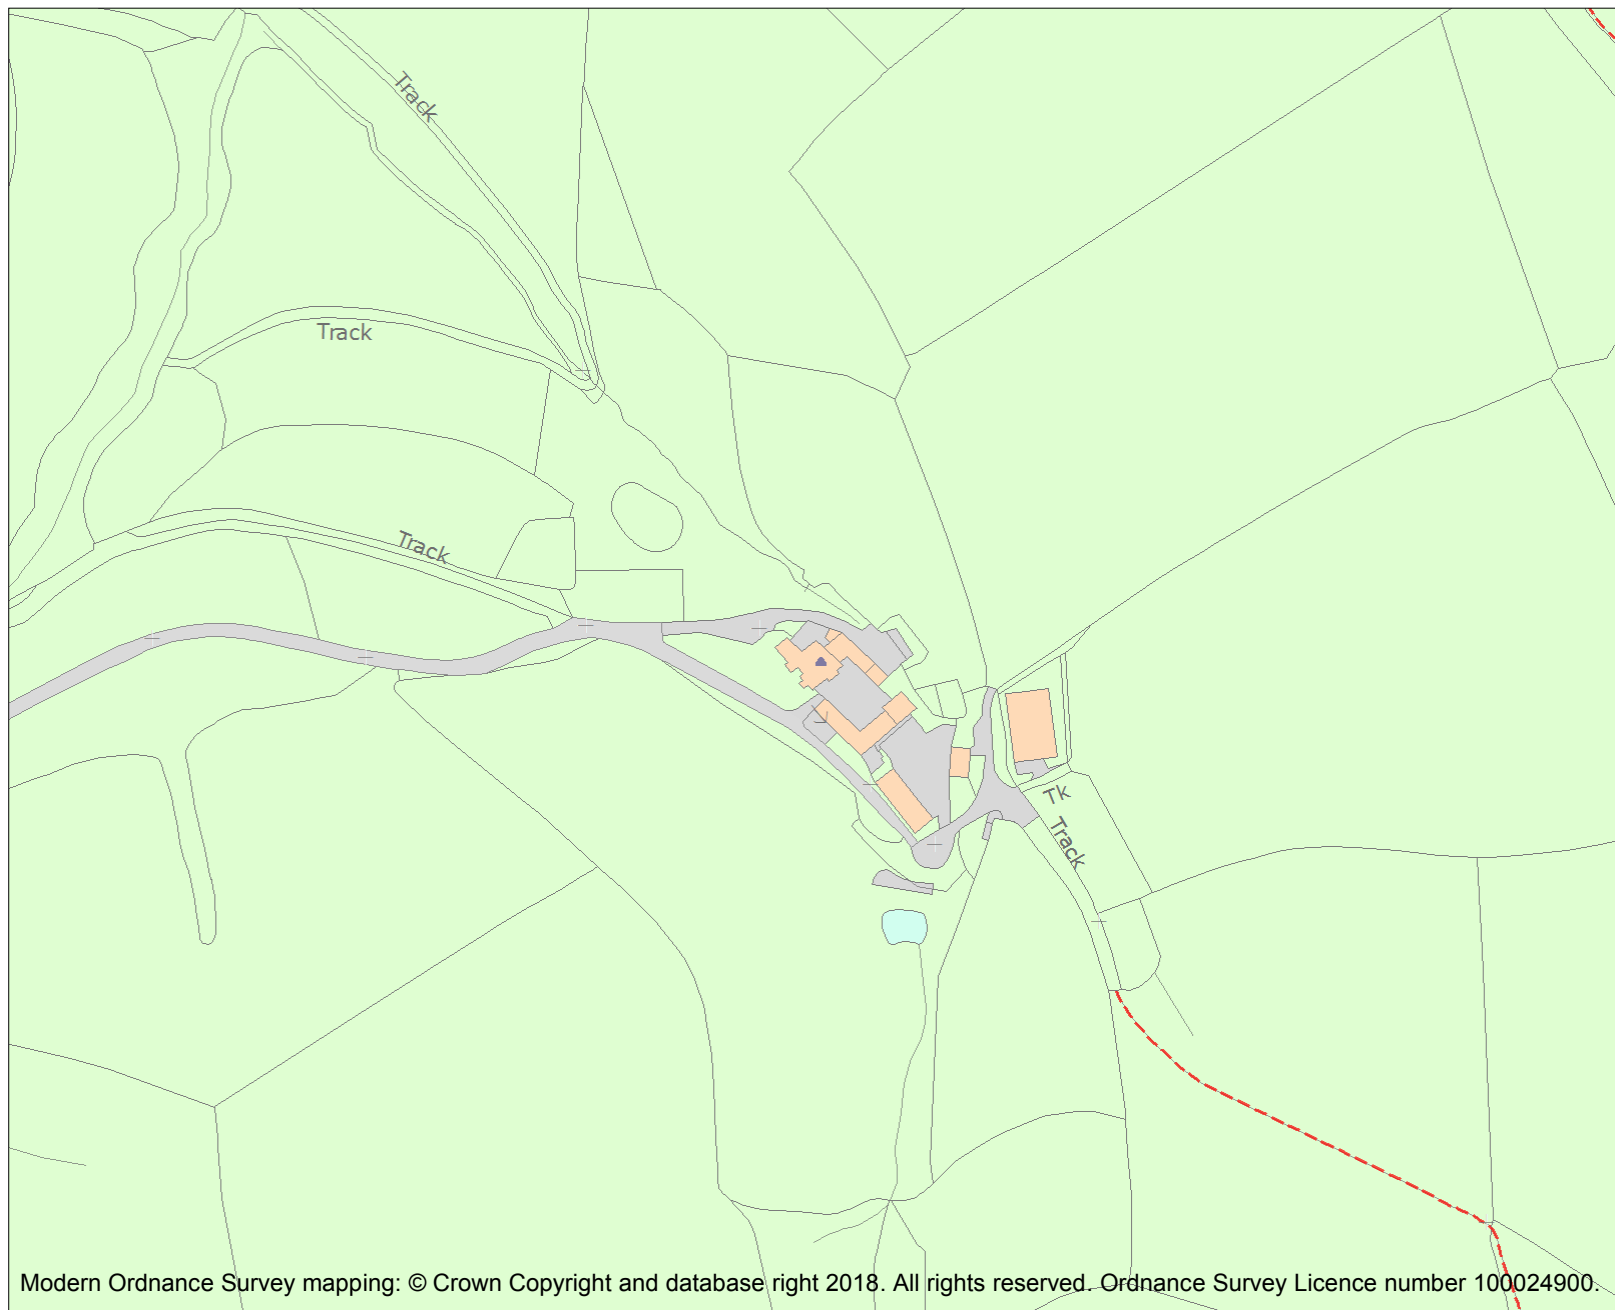 Track
Track
Track
Tk
Track
Modern Ordnance Survey mapping: © Crown Copyright and database right 2018. All rights reserved. Ordnance Survey Licence number 100024900.